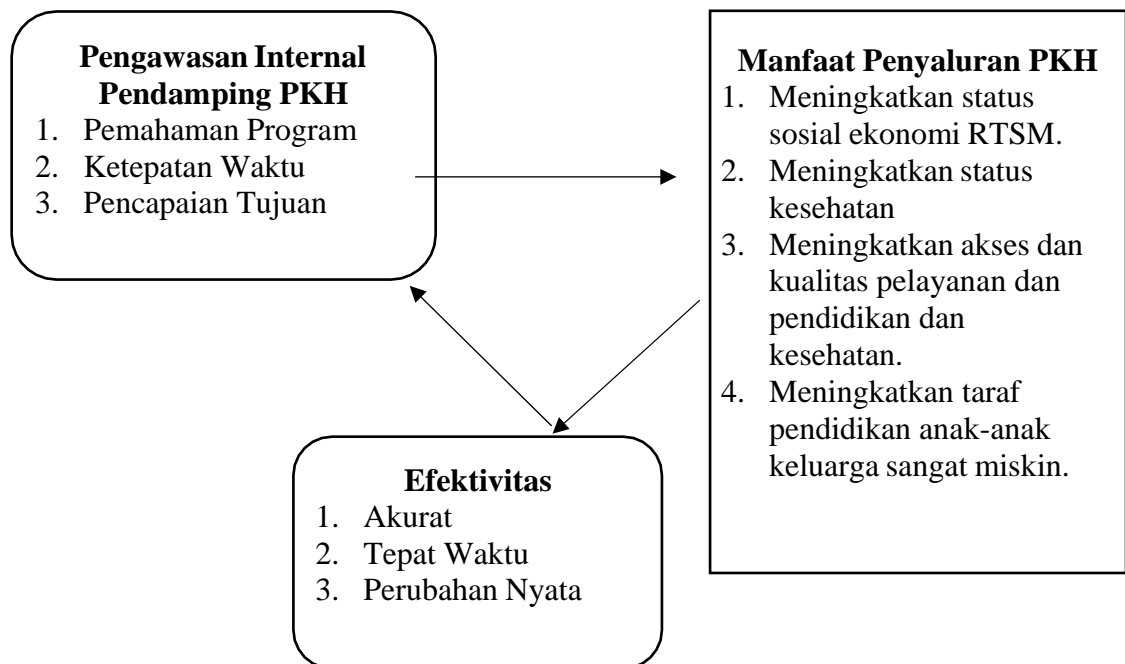 Pengawasan Internal
Pendamping PKH
1. Pemahaman Program
2. Ketepatan Waktu
3. Pencapaian Tujuan
Manfaat Penyaluran PKH
1. Meningkatkan status
sosial ekonomi RTSM.
2. Meningkatkan status
kesehatan
3. Meningkatkan akses dan
kualitas pelayanan dan
pendidikan dan
kesehatan.
4. Meningkatkan taraf
pendidikan anak-anak
keluarga sangat miskin.
Efektivitas
1. Akurat
2. Tepat Waktu
3. Perubahan Nyata